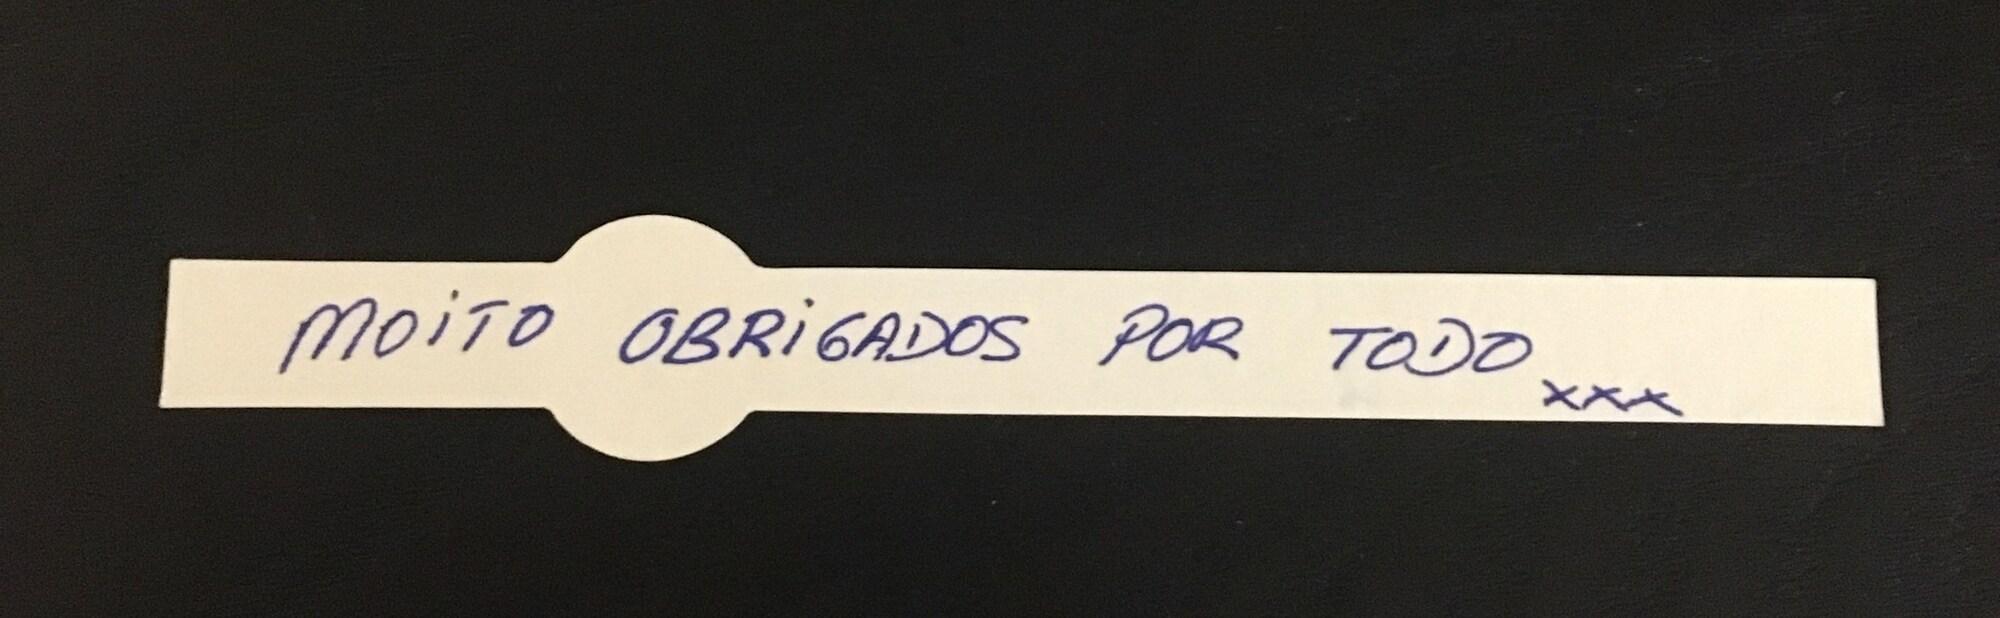 MOiTO OBRiGADOS POR TODO
xxx